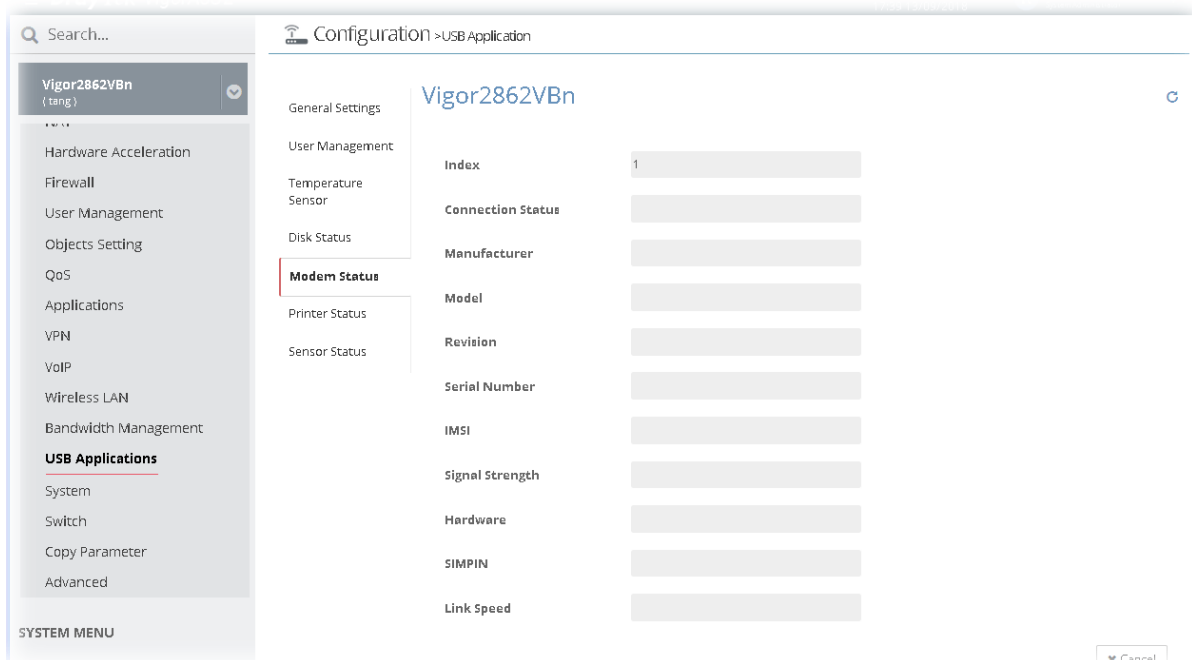 Search...
Configuration >USB Application
Vigor2862VBn
( tang )
Hardware Acceleration
Firewall
User Management
Objects Setting
QoS
Applications
VPN
VoIP
Wireless LAN
Bandwidth Management
USB Applications
System
Switch
Copy Parameter
Advanced
SYSTEM MENU
General Settings
User Management
Temperature
Sensor
Disk Status
Modem Status
Printer Status
Sensor Status
Vigor2862VBn
Index 1
Connection Status
Manufacturer
Model
Revision
Serial Number
IMSI
Signal Strength
Hardware
SIMPIN
Link Speed
Cancel